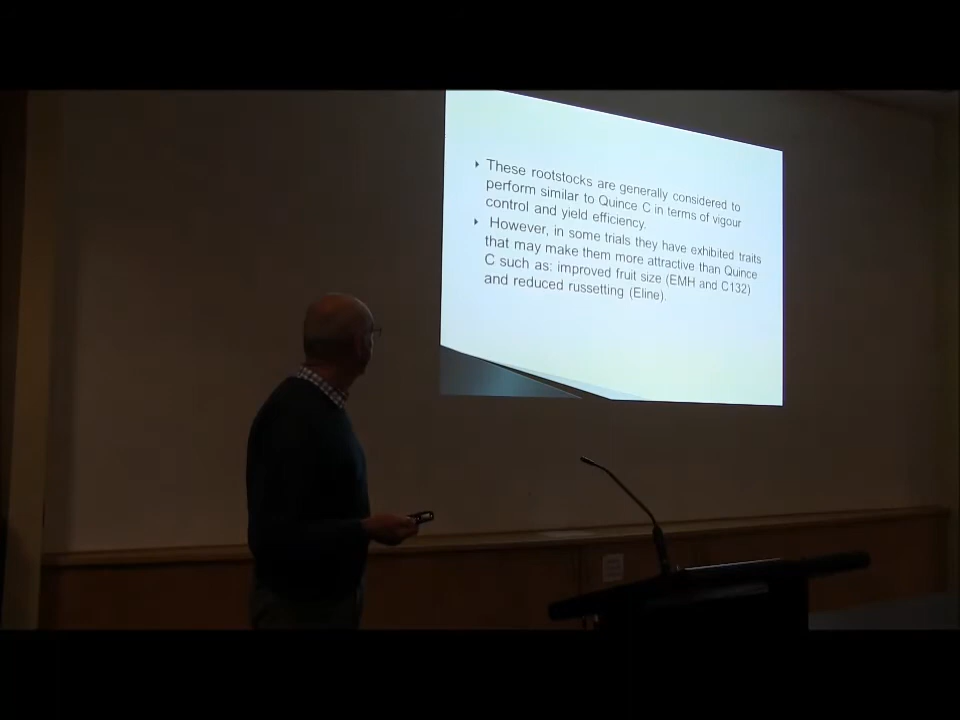 These rootstocks are generally considered to
perform similar to Quince C in terms of vigour
control and yield efficiency.
However, in some trials they have exhibited traits
that may make them more attractive than Quince
C such as: improved fruit size (EMH and C132)
and reduced russetting (Eline).